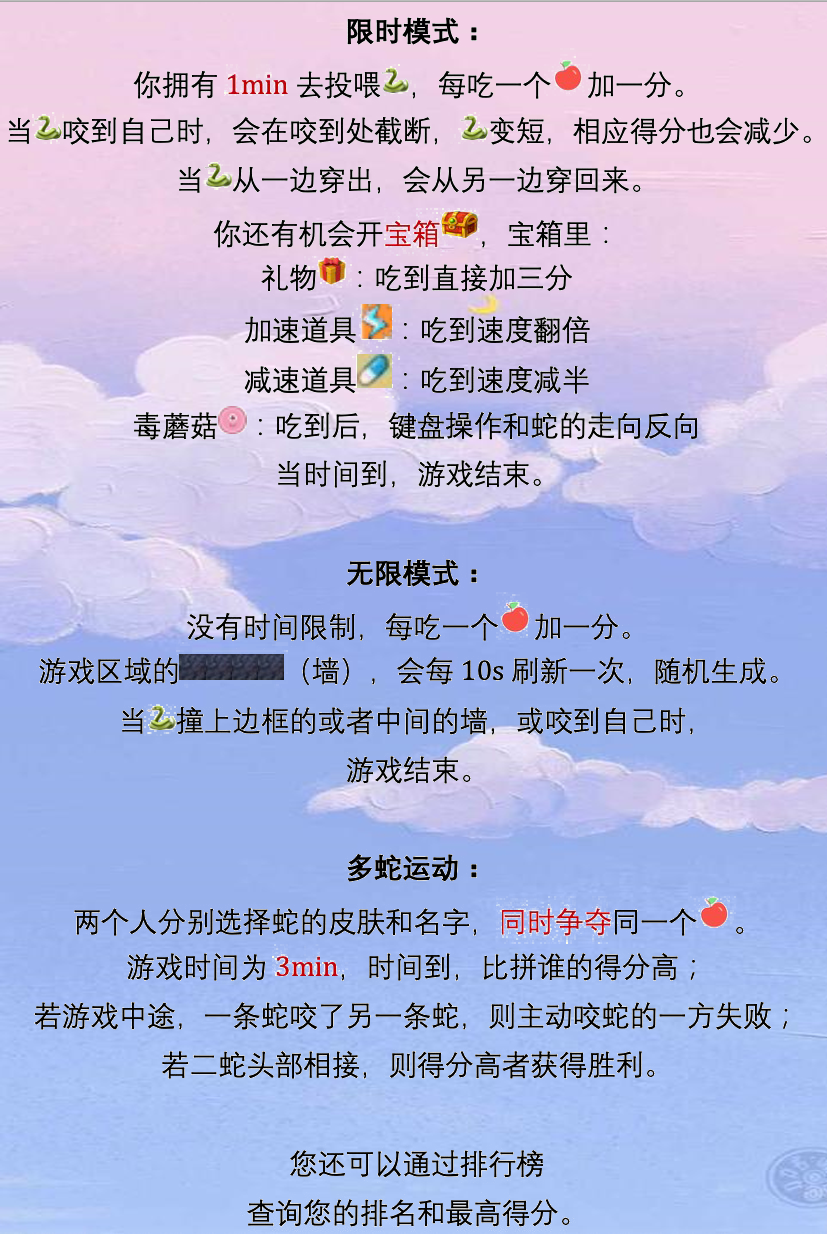 限时模式：
你拥有 1min 去投喂，每吃一个加一分。
当咬到自己时，会在咬到处截断，变短，相应得分也会减少。
当从一边穿出，会从另一边穿回来。
你还有机会开宝箱，宝箱里：
礼物：吃到直接加三分
加速道具：吃到速度翻倍
减速道具：吃到速度减半
毒蘑菇：吃到后，键盘操作和蛇的走向反向
当时间到，游戏结束。
无限模式：
没有时间限制，每吃一个加一分。
游戏区域的（墙），会每 10s 刷新一次，随机生成。
当撞上边框的或者中间的墙，或咬到自己时，
游戏结束。
多蛇运动：
两个人分别选择蛇的皮肤和名字，同时争夺同一个。
游戏时间为 3min，时间到，比拼谁的得分高；
若游戏中途，一条蛇咬了另一条蛇，则主动咬蛇的一方失败；
若二蛇头部相接，则得分高者获得胜利。
您还可以通过排行榜
查询您的排名和最高得分。